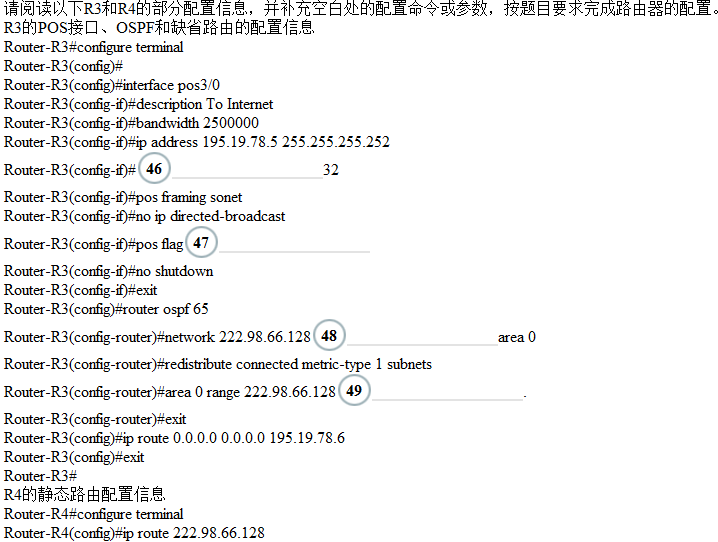 请阅读以下R3和R4的部分配置信息，并补充空白处的配置命令或参数，按题目要求完成路由器的配置。
R3的POS接口、OSPF和缺省路由的配置信息
Router-R3#configure terminal
Router-R3(config)#
Router-R3(config)#interface pos3/0
Router-R3(config-if)#description To Internet
Router-R3(config-if)#bandwidth 2500000
Router-R3(config-if)#ip address 195.19.78.5 255.255.255.252
Router-R3(config-if)# 46 ____________________32
Router-R3(config-if)#pos framing sonet
Router-R3(config-if)#no ip directed-broadcast
Router-R3(config-if)#pos flag 47 ____________________
Router-R3(config-if)#no shutdown
Router-R3(config-if)#exit
Router-R3(config)#router ospf 65
Router-R3(config-router)#network 222.98.66.128 48 ____________________area 0
Router-R3(config-router)#redistribute connected metric-type 1 subnets
Router-R3(config-router)#area 0 range 222.98.66.128 49 ____________________.
Router-R3(config-router)#exit
Router-R3(config)#ip route 0.0.0.0 0.0.0.0 195.19.78.6
Router-R3(config)#exit
Router-R3#
R4的静态路由配置信息
Router-R4#configure terminal
Router-R4(config)#ip route 222.98.66.128